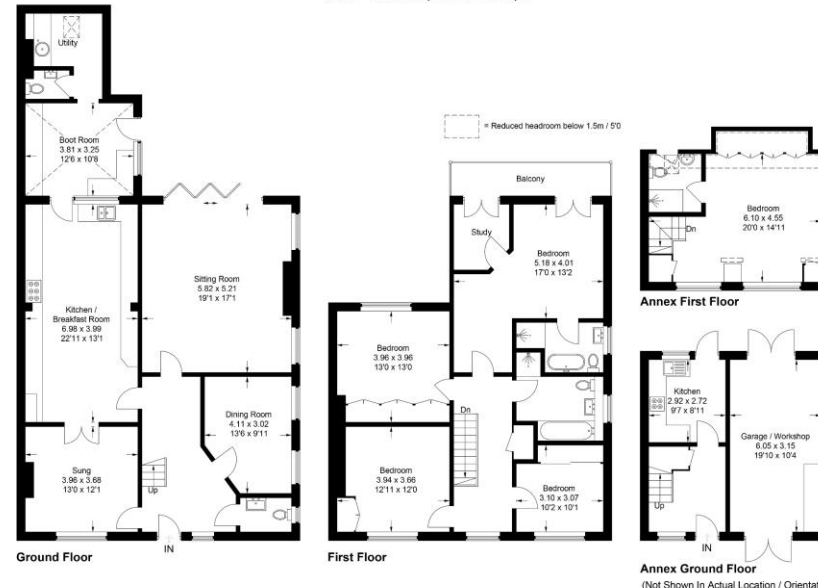 Utility
Boot Room
3.81 x 3.25
12'6 x 10'8
Kitchen /
Breakfast Room
6.98 x 3.99
22'11 x 13'1
Sitting Room
5.82 x 5.21
19'1 x 17'1
Dining Room
4.11 x 3.02
13'6 x 9'11
Sung
3.96 x 3.68
13'0 x 12'1
Up
IN
Ground Floor
= Reduced headroom below 1.5m / 5'0
Balcony
Study
Bedroom
5.18 x 4.01
17'0 x 13'2
Bedroom
3.96 x 3.96
13'0 x 13'0
Dn
Bedroom
3.94 x 3.66
12'11 x 12'0
Bedroom
3.10 x 3.07
10'2 x 10'1
First Floor
Bedroom
6.10 x 4.55
20'0 x 14'11
Dn
Annex First Floor
Kitchen
2.92 x 2.72
9'7 x 8'11
Garage / Workshop
6.05 x 3.15
19'10 x 10'4
Up
IN
Annex Ground Floor
(Not Shown In Actual Location / Orientat